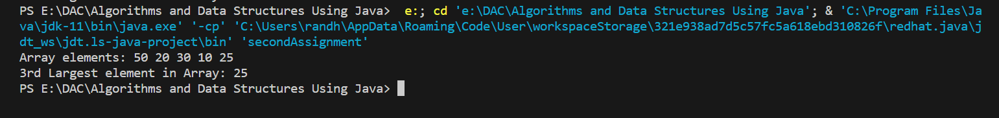 PS E:\DAC\Algorithms and Data Structures Using Java>  e:; cd 'e:\DAC\Algorithms and Data Structures Using Java'; & 'C:\Program Files\Ja
va\jdk-11\bin\java.exe' '-cp' 'C:\Users\randh\AppData\Roaming\Code\User\workspaceStorage\321e938ad7d5c57fc5a618ebd310826f\redhat.java\j
dt_ws\jdt.ls-java-project\bin' 'secondAssignment'
Array elements: 50 20 30 10 25
3rd Largest element in Array: 25
PS E:\DAC\Algorithms and Data Structures Using Java>